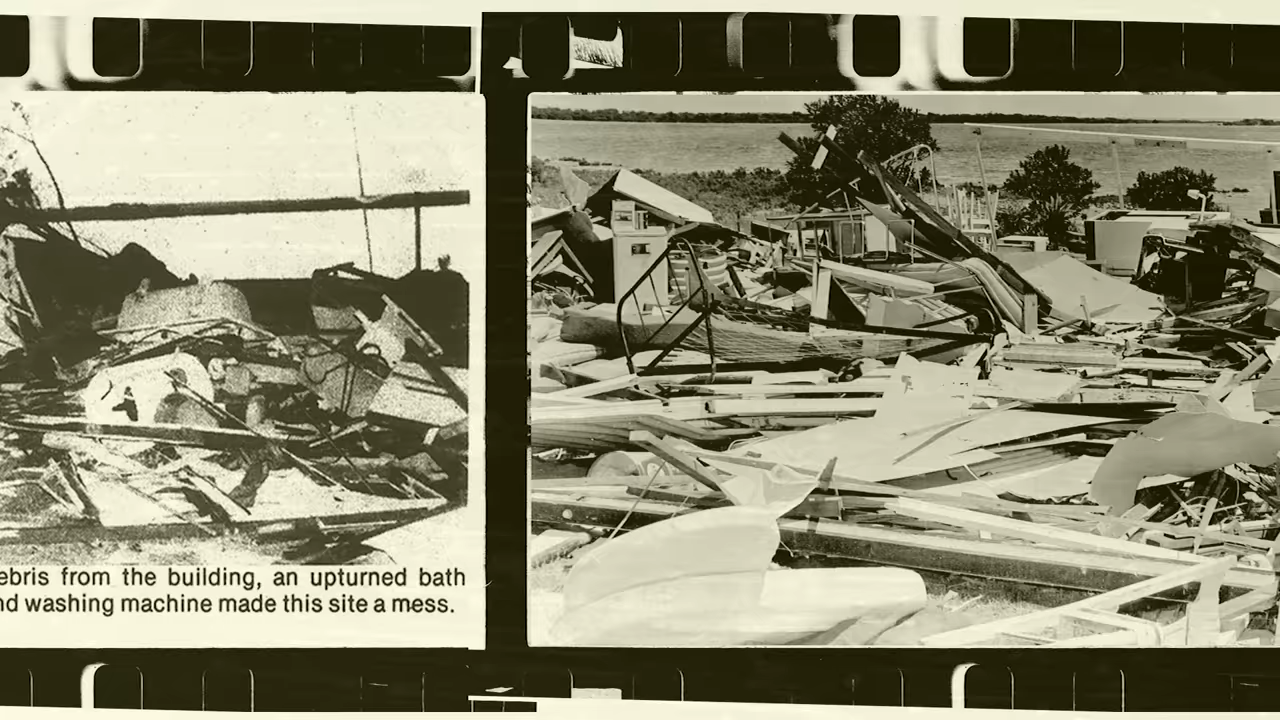 ebris from the building, an upturned bath
nd washing machine made this site a mess.